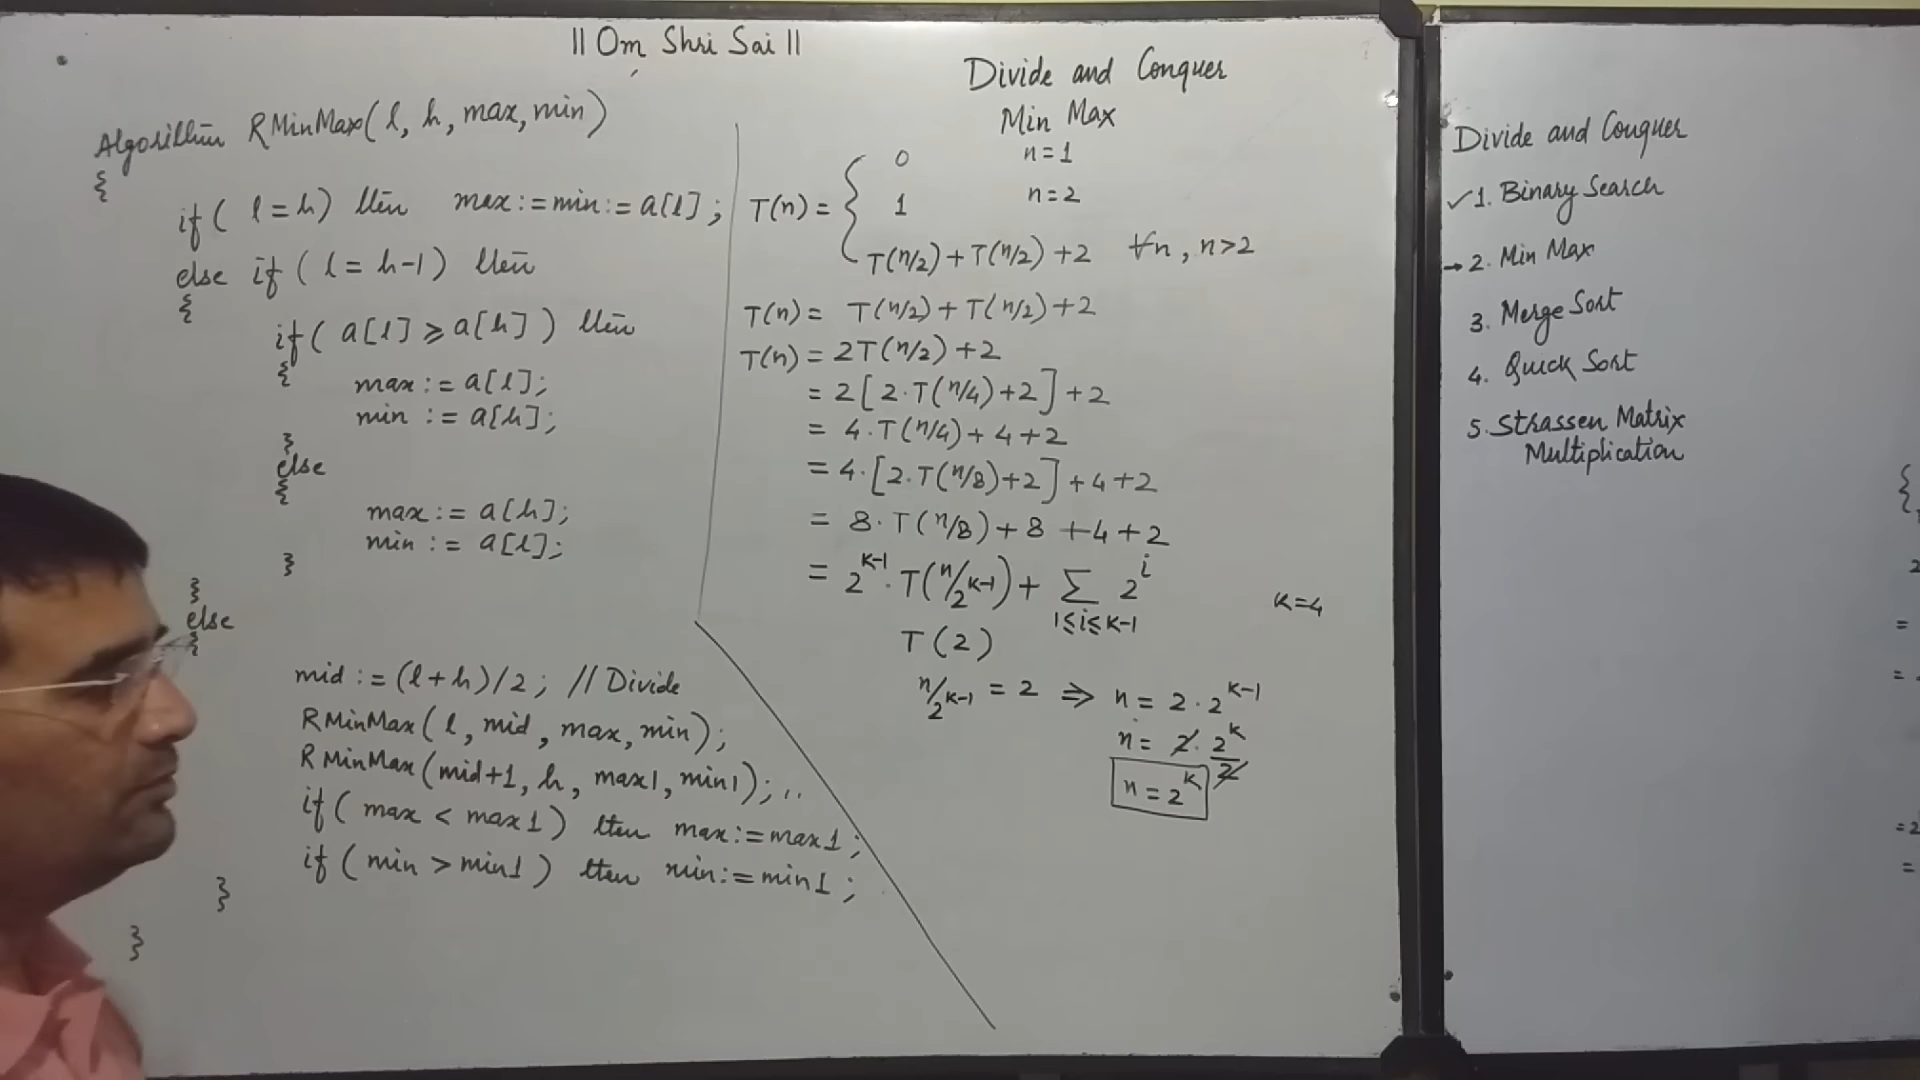 || Om Shri Sai ||
Algorithm RMinMax(l, h, max, min)
{
if( l=h) then max:=min:=a[l];
else if( l= h-1) then
{
if( a[l] ≥ a[h] ) then
{
max:= a[l];
min := a[h];
}
else
{
max:= a[h];
min := a[l];
}
}
else
{
mid := (l+h)/2; // Divide
RMinMax( l, mid, max, min);
RMinMax(mid+1, h, max1, min1); ..
if( max < max1) then max:=max1;
if( min > min1) then min:=min1;
}
}
Divide and Conquer
Min Max
T(n) = {
0 n=1
1 n=2
T(n/2)+T(n/2)+2 ∀n, n>2
T(n)= T(n/2)+T(n/2)+2
T(n) = 2T(n/2)+2
= 2[2·T(n/4)+2]+2
= 4·T(n/4)+4+2
= 4·[2·T(n/8)+2]+4+2
= 8·T(n/8)+8+4+2
= 2^{k-1}·T(n/2^{k-1})+ Σ 2^i
1≤i≤k-1
K=4
T(2)
n/2^{k-1} = 2 ⇒ n = 2·2^{k-1}
n = 2·2^k/2
n=2^k
Divide and Conquer
✓1. Binary Search
→2. Min Max
3. Merge Sort
4. Quick Sort
5. Strassen Matrix
Multiplication
{
2
=
=
=2
=